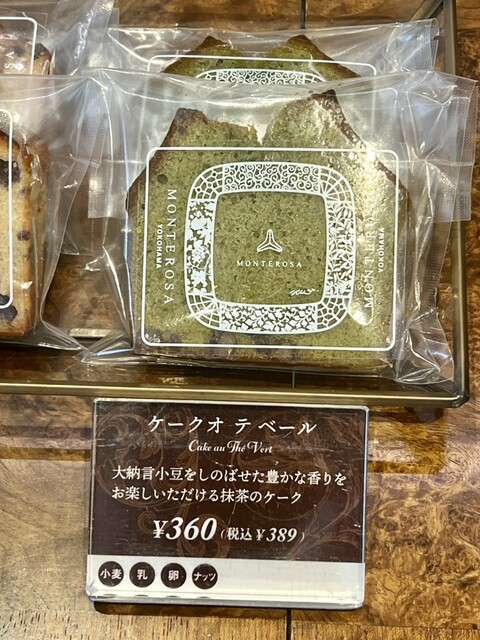 MONTEROSA
YOKOHAMA
MONTEROSA
MONTEROSA
YOKOHAMA
ケークオ テ ベール
Cake au Thé Vert
大納言小豆をしのばせた豊かな香りを
お楽しいただける抹茶のケーク
¥360（税込¥389）
小麦 乳 卵 ナッツ